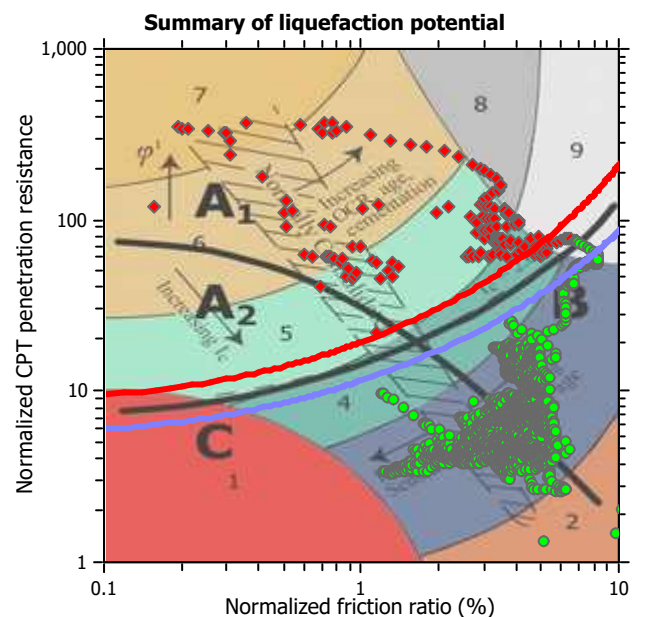 Summary of liquefaction potential
Normalized CPT penetration resistance
1,000
100
10
1
7
8
9
φ'
Increasing
OCR, age,
cementation
A1
6
A2
Increasing Ic
5
B
4
C
1
2
0.1
1
10
Normalized friction ratio (%)